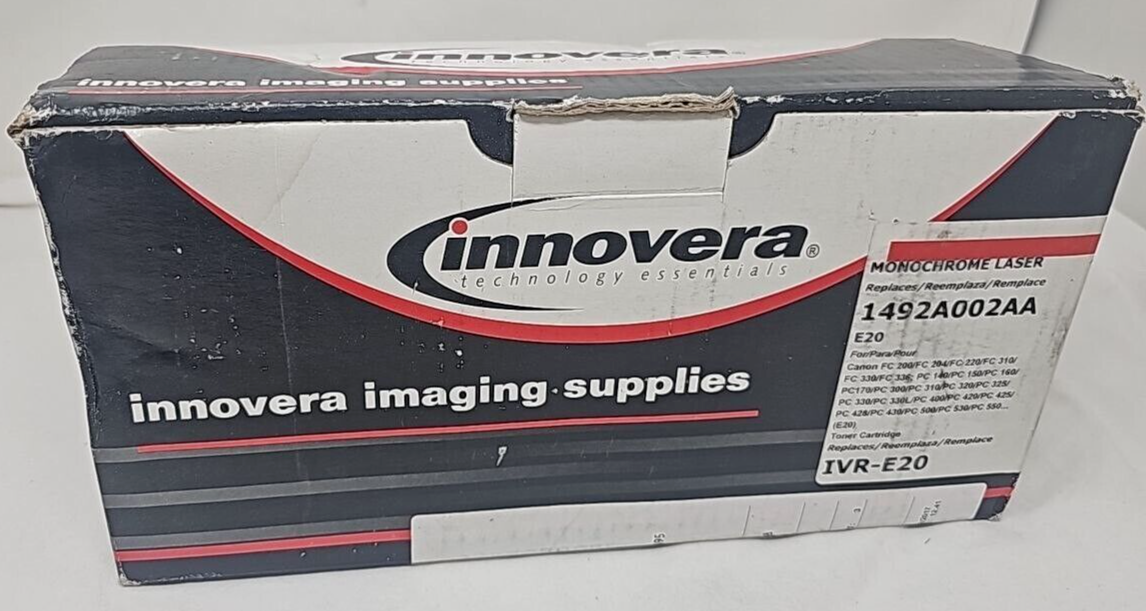 innovera
innovera imaging supplies
innovera®
technology essentials
innovera imaging supplies
MONOCHROME LASER
Replaces/Reemplaza/Remplace
1492A002AA
E20
For/Para/Pour
Canon FC 200/FC 204/FC 220/FC 310/
FC 330/FC 336; PC 140/PC 150/PC 160/
PC170/PC 300/PC 310/PC 320/PC 325/
PC 330/PC 330L/PC 400/PC 420/PC 425/
PC 428/PC 430/PC 500/PC 530/PC 550...
(E20)
Toner Cartridge
Replaces/Reemplaza/Remplace
IVR-E20